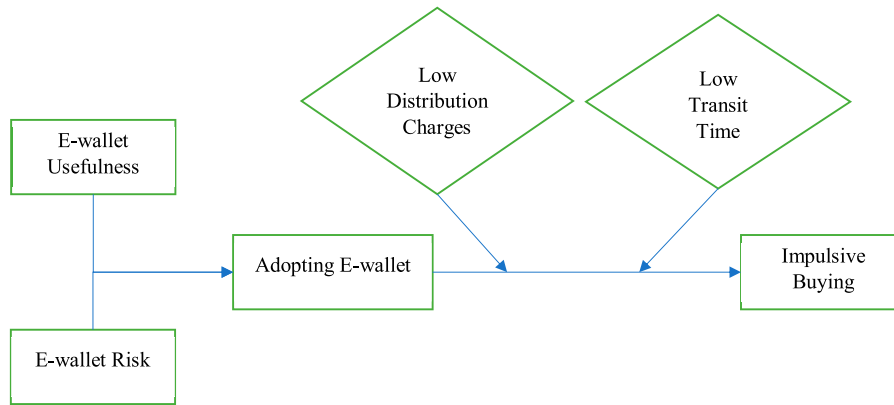 Low
Distribution
Charges
Low
Transit
Time
E-wallet
Usefulness
Adopting E-wallet
Impulsive
Buying
E-wallet Risk